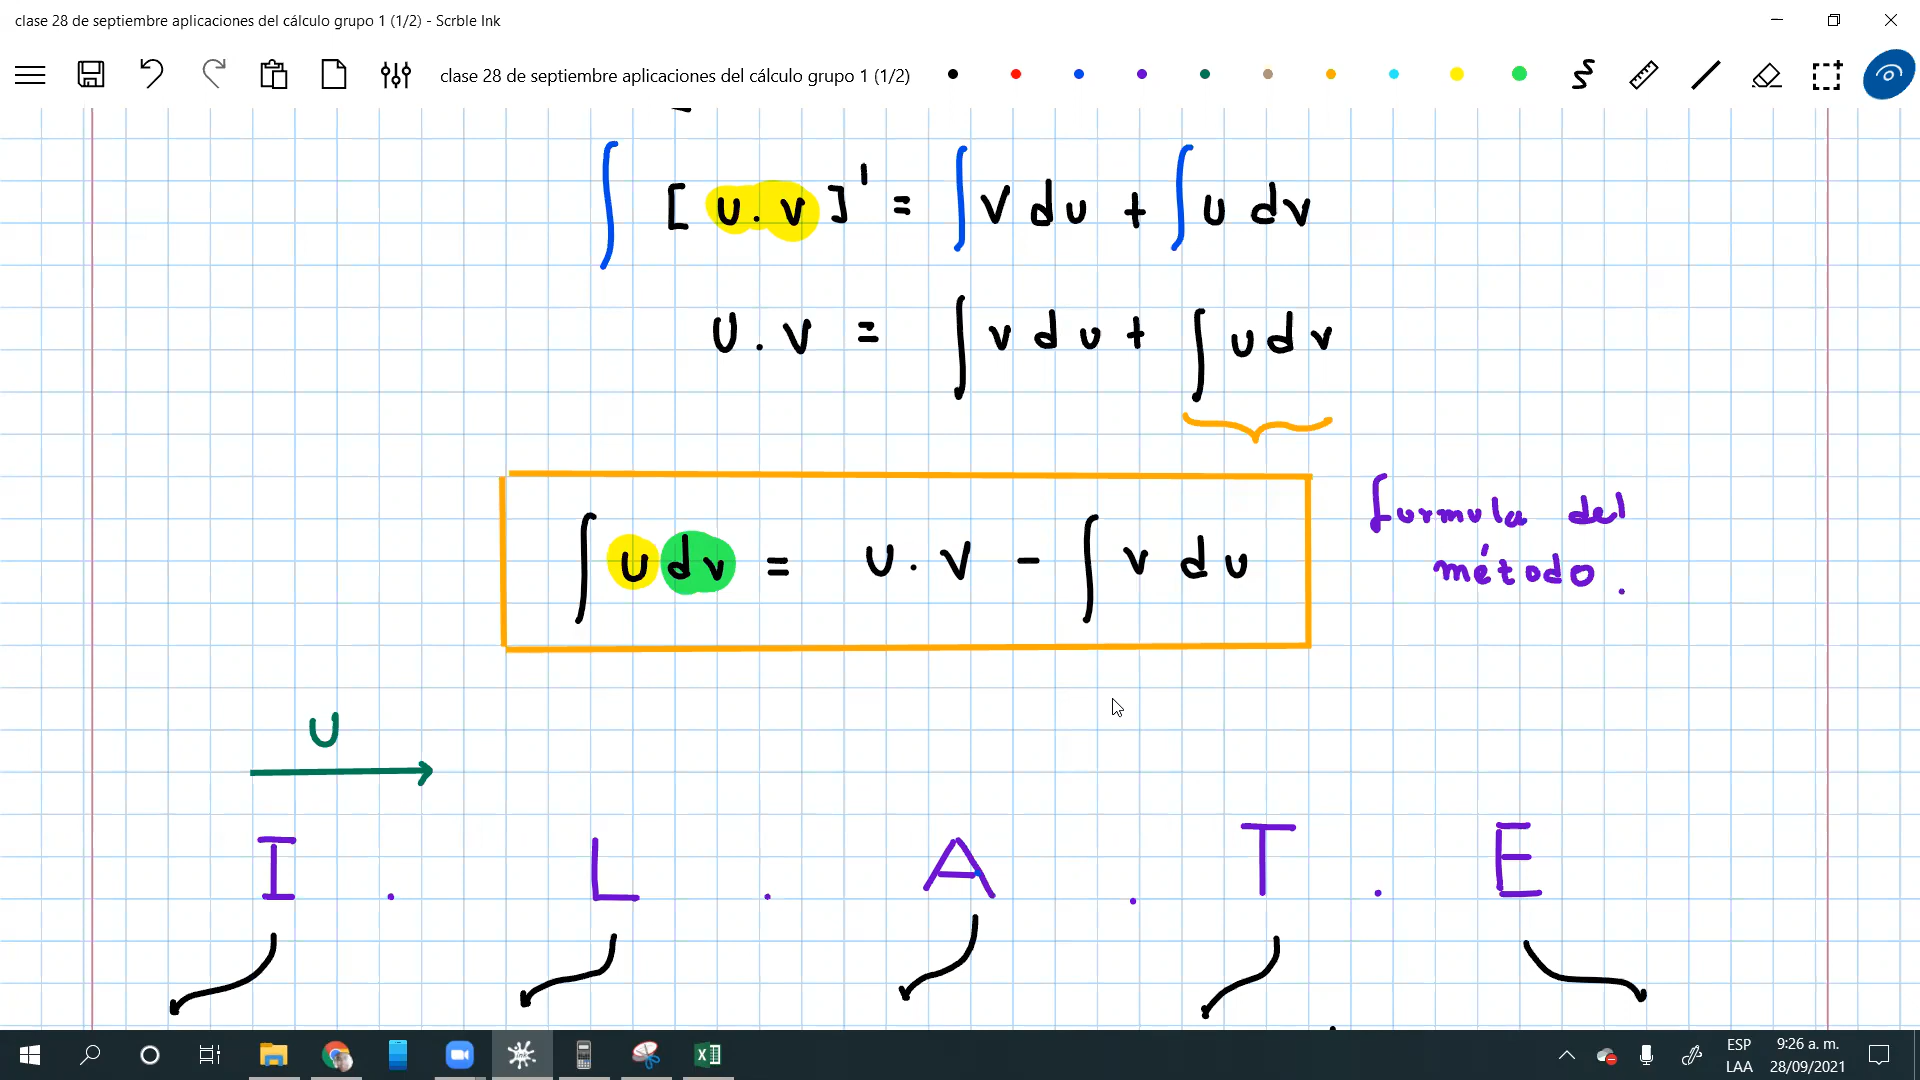 clase 28 de septiembre aplicaciones del cálculo grupo 1 (1/2) - Scrble Ink
clase 28 de septiembre aplicaciones del cálculo grupo 1 (1/2)
∫ [u.v]' = ∫ v du + ∫ u dv
u.v = ∫ v du + ∫ u dv
∫ u dv = u.v - ∫ v du
formula del
método.
U
I . L . A . T . E
ESP
LAA
9:26 a. m.
28/09/2021